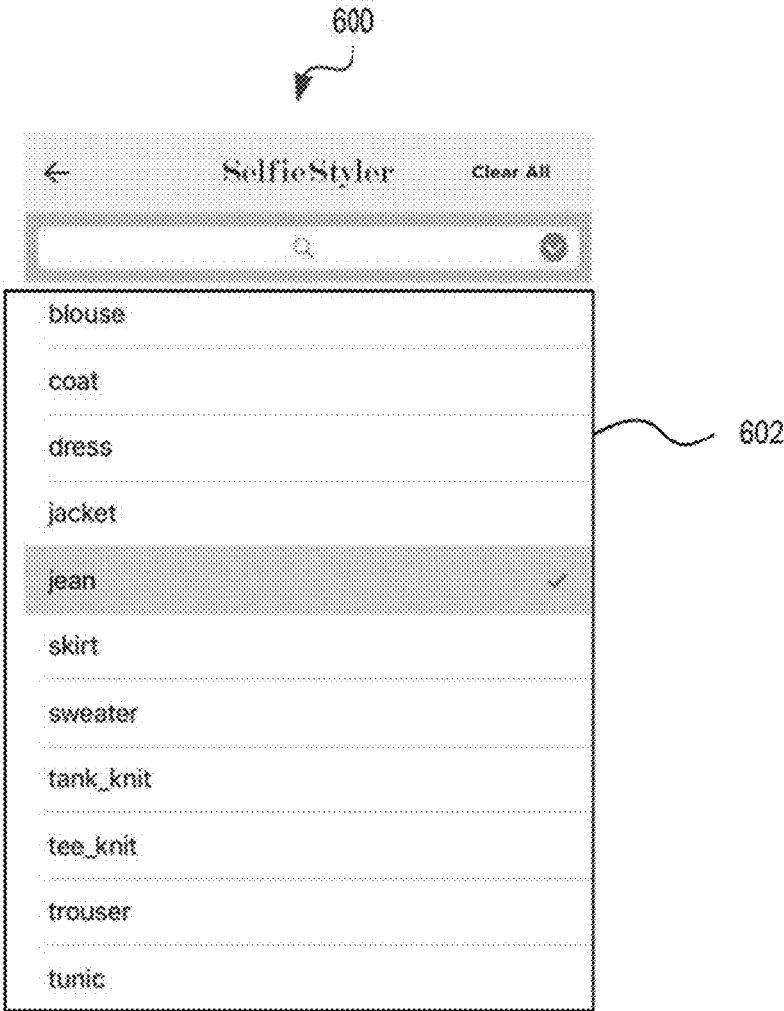 600
SelfieStyler Clear All
blouse
coat
602
dress
jacket
jean
skirt
sweater
tank_knit
tee_knit
trouser
tunic